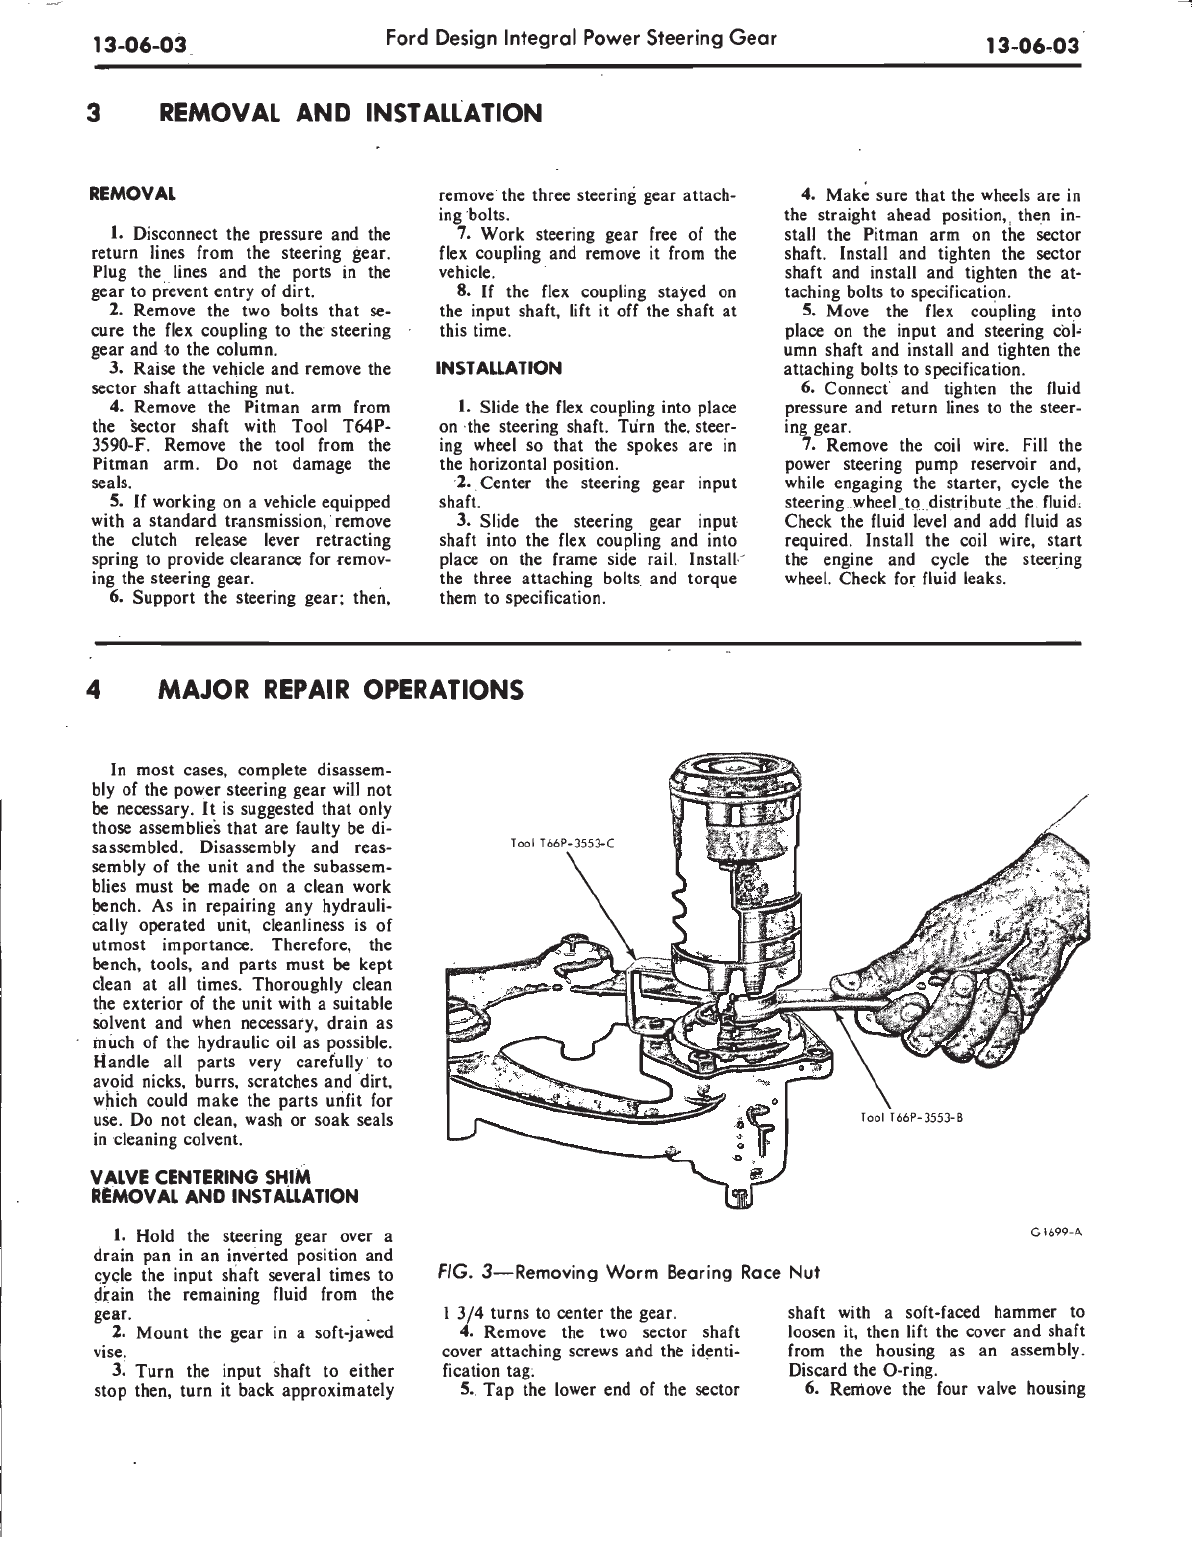 13-06-03
Ford Design Integral Power Steering Gear
13-06-03
3 REMOVAL AND INSTALLATION
REMOVAL
1. Disconnect the pressure and the
return lines from the steering gear.
Plug the lines and the ports in the
gear to prevent entry of dirt.
2. Remove the two bolts that se-
cure the flex coupling to the steering
gear and to the column.
3. Raise the vehicle and remove the
sector shaft attaching nut.
4. Remove the Pitman arm from
the sector shaft with Tool T64P-
3590-F. Remove the tool from the
Pitman arm. Do not damage the
seals.
5. If working on a vehicle equipped
with a standard transmission, remove
the clutch release lever retracting
spring to provide clearance for remov-
ing the steering gear.
6. Support the steering gear; then,
remove the three steering gear attach-
ing bolts.
7. Work steering gear free of the
flex coupling and remove it from the
vehicle.
8. If the flex coupling stayed on
the input shaft, lift it off the shaft at
this time.
INSTALLATION
1. Slide the flex coupling into place
on the steering shaft. Turn the steer-
ing wheel so that the spokes are in
the horizontal position.
2. Center the steering gear input
shaft.
3. Slide the steering gear input
shaft into the flex coupling and into
place on the frame side rail. Install
the three attaching bolts and torque
them to specification.
4. Make sure that the wheels are in
the straight ahead position, then in-
stall the Pitman arm on the sector
shaft. Install and tighten the sector
shaft and install and tighten the at-
taching bolts to specification.
5. Move the flex coupling into
place on the input and steering col-
umn shaft and install and tighten the
attaching bolts to specification.
6. Connect and tighten the fluid
pressure and return lines to the steer-
ing gear.
7. Remove the coil wire. Fill the
power steering pump reservoir and,
while engaging the starter, cycle the
steering wheel to distribute the fluid.
Check the fluid level and add fluid as
required. Install the coil wire, start
the engine and cycle the steering
wheel. Check for fluid leaks.
4 MAJOR REPAIR OPERATIONS
In most cases, complete disassem-
bly of the power steering gear will not
be necessary. It is suggested that only
those assemblies that are faulty be di-
sassembled. Disassembly and reas-
sembly of the unit and the subassem-
blies must be made on a clean work
bench. As in repairing any hydrauli-
cally operated unit, cleanliness is of
utmost importance. Therefore, the
bench, tools, and parts must be kept
clean at all times. Thoroughly clean
the exterior of the unit with a suitable
solvent and when necessary, drain as
much of the hydraulic oil as possible.
Handle all parts very carefully to
avoid nicks, burrs, scratches and dirt,
which could make the parts unfit for
use. Do not clean, wash or soak seals
in cleaning colvent.
VALVE CENTERING SHIM
REMOVAL AND INSTALLATION
1. Hold the steering gear over a
drain pan in an inverted position and
cycle the input shaft several times to
drain the remaining fluid from the
gear.
2. Mount the gear in a soft-jawed
vise.
3. Turn the input shaft to either
stop then, turn it back approximately
Tool T66P-3553-C
Tool T66P-3553-B
G1699-A
FIG. 3—Removing Worm Bearing Race Nut
1 3/4 turns to center the gear.
4. Remove the two sector shaft
cover attaching screws and the identi-
fication tag.
5. Tap the lower end of the sector
shaft with a soft-faced hammer to
loosen it, then lift the cover and shaft
from the housing as an assembly.
Discard the O-ring.
6. Remove the four valve housing